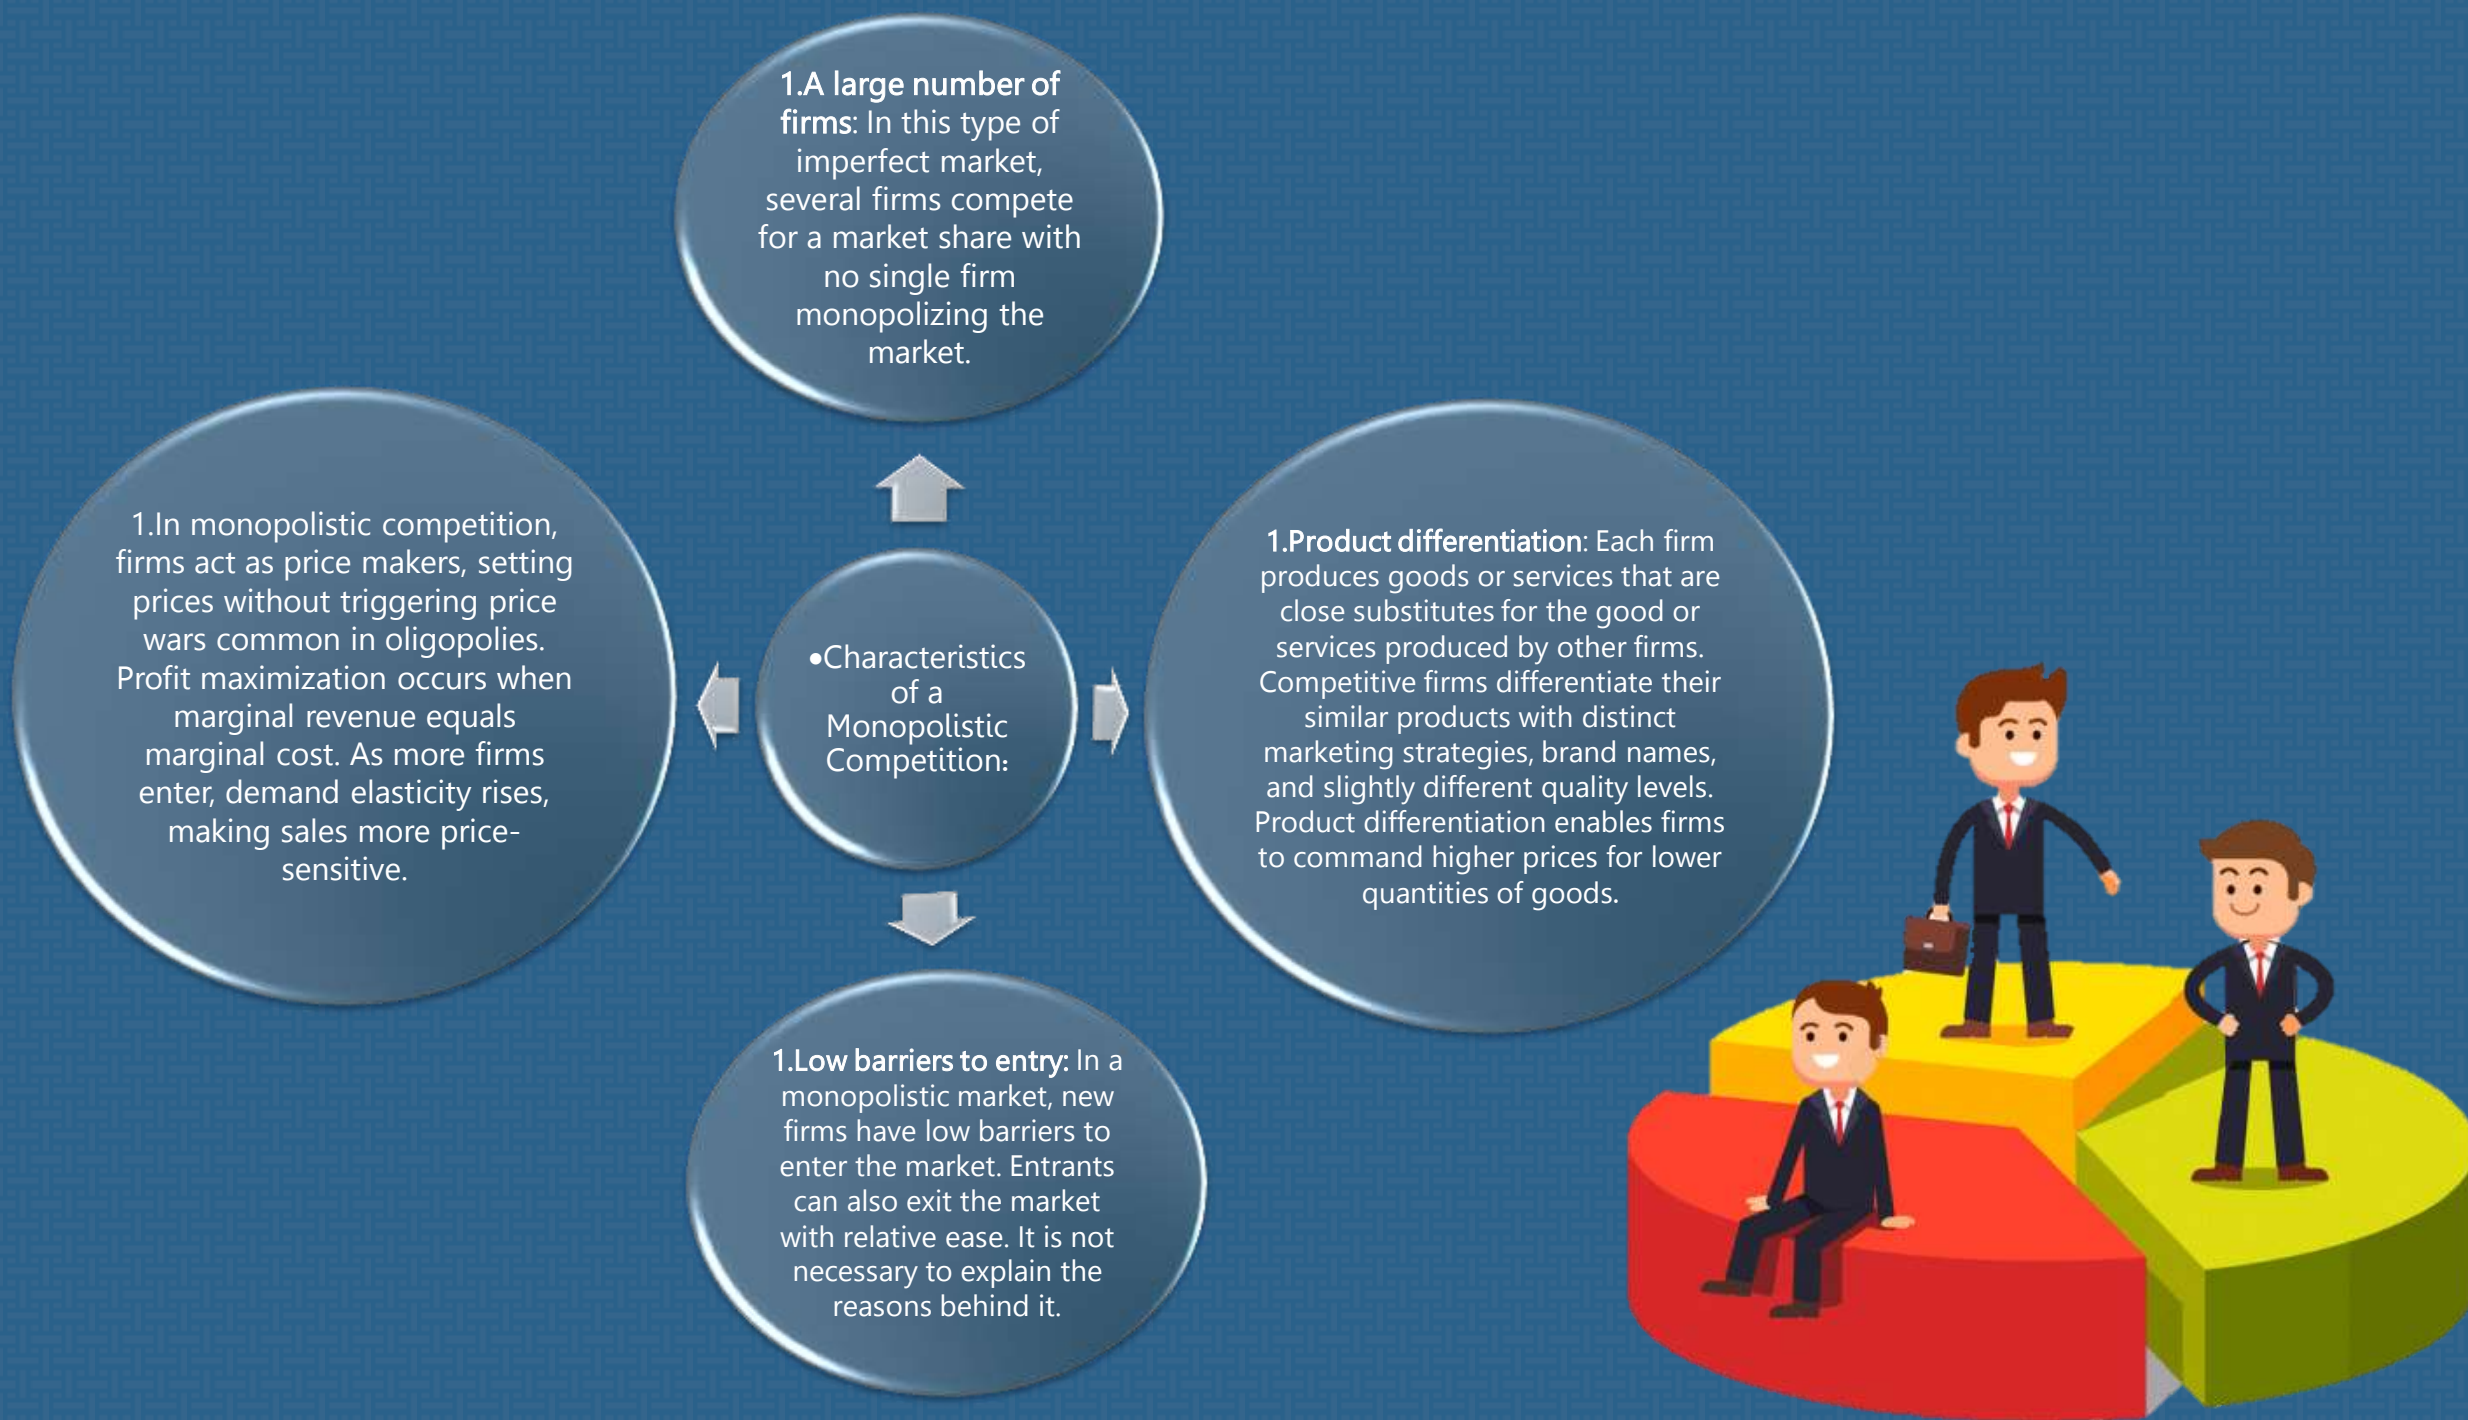 1.A large number of
firms: In this type of
imperfect market,
several firms compete
for a market share with
no single firm
monopolizing the
market.
1.In monopolistic competition,
firms act as price makers, setting
prices without triggering price
wars common in oligopolies.
Profit maximization occurs when
marginal revenue equals
marginal cost. As more firms
enter, demand elasticity rises,
making sales more price-
sensitive.
•Characteristics
of a
Monopolistic
Competition:
1.Product differentiation: Each firm
produces goods or services that are
close substitutes for the good or
services produced by other firms.
Competitive firms differentiate their
similar products with distinct
marketing strategies, brand names,
and slightly different quality levels.
Product differentiation enables firms
to command higher prices for lower
quantities of goods.
1.Low barriers to entry: In a
monopolistic market, new
firms have low barriers to
enter the market. Entrants
can also exit the market
with relative ease. It is not
necessary to explain the
reasons behind it.